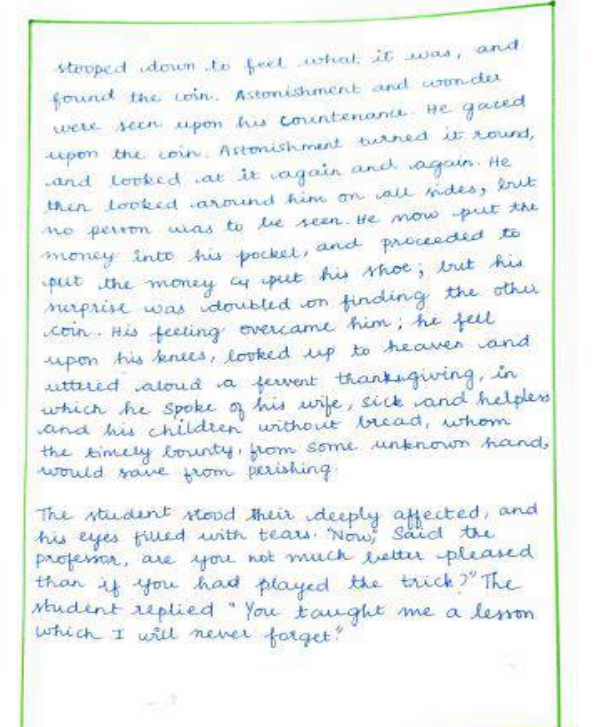 stooped down to feel what it was, and
found the coin. Astonishment and wonder
were seen upon his countenance. He gazed
upon the coin. Astonishment turned it round,
and looked at it again and again. He
then looked around him on all sides, but
no person was to be seen. He now put the
money into his pocket, and proceeded to
put the money as put his shoe; but his
surprise was doubled on finding the other
coin. His feeling overcame him; he fell
upon his knees, looked up to heaven and
uttered aloud a fervent thanksgiving, in
which he spoke of his wife, sick and helpless
and his children without bread, whom
the timely bounty, from some unknown hand,
would save from perishing.
The student stood their deeply affected, and
his eyes filled with tears. "Now," Said the
professor, are you not much better pleased
than if you had played the trick?" The
student replied "You taught me a lesson
which I will never forget."